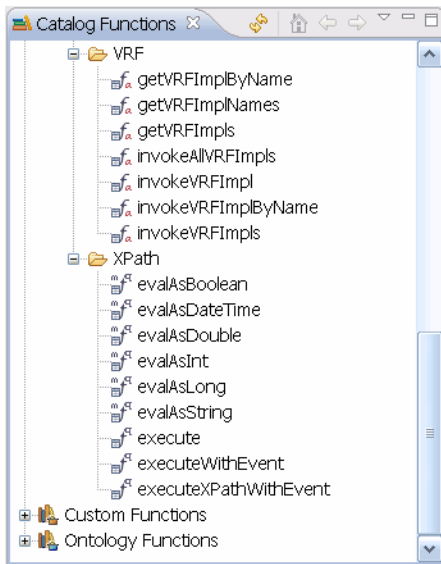 Catalog Functions
VRF
getVRFImplByName
getVRFImplNames
getVRFImpls
invokeAllVRFImpls
invokeVRFImpl
invokeVRFImplByName
invokeVRFImpls
XPath
evalAsBoolean
evalAsDateTime
evalAsDouble
evalAsInt
evalAsLong
evalAsString
execute
executeWithEvent
executeXPathWithEvent
Custom Functions
Ontology Functions